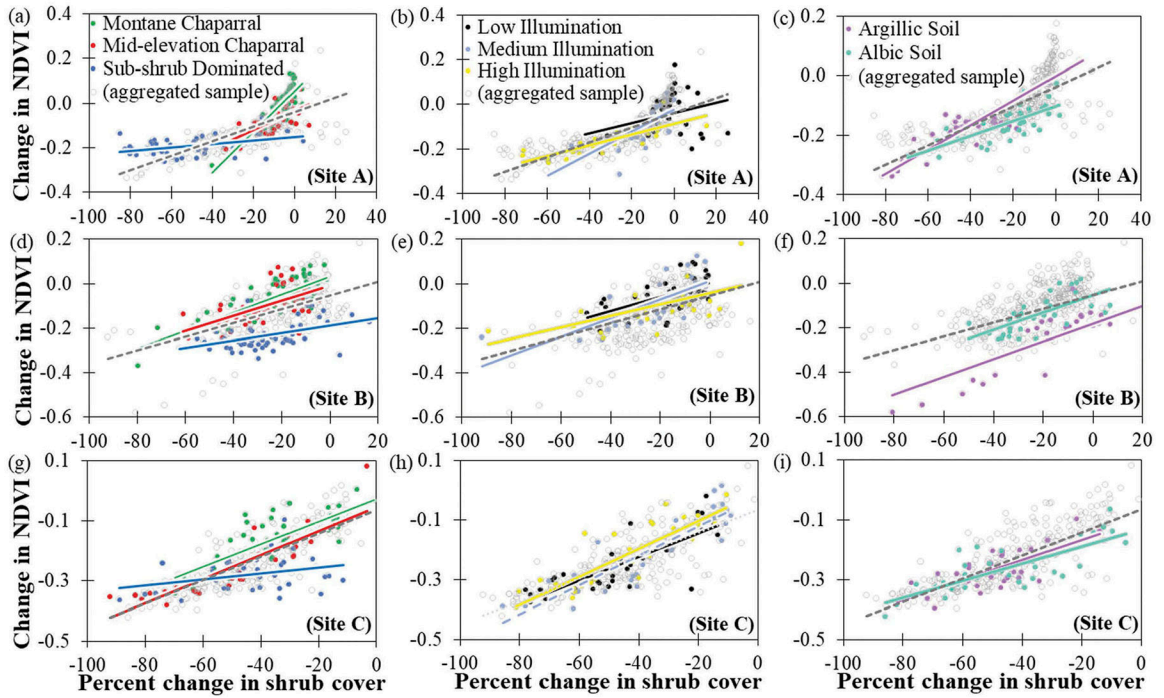 (a)
Montane Chaparral
Mid-elevation Chaparral
Sub-shrub Dominated
(aggregated sample)
(Site A)
Change in NDVI
0.2
0.0
-0.2
-0.4
-100 -80 -60 -40 -20 0 20 40
(b)
Low Illumination
Medium Illumination
High Illumination
(aggregated sample)
(Site A)
0.2
0.0
-0.2
-0.4
-100 -75 -50 -25 0 25 50
(c)
Argillic Soil
Albic Soil
(aggregated sample)
(Site A)
0.2
0.0
-0.2
-0.4
-100 -80 -60 -40 -20 0 20 40
(d)
(Site B)
Change in NDVI
0.2
0.0
-0.2
-0.4
-0.6
-100 -80 -60 -40 -20 0 20
(e)
(Site B)
0.2
0.0
-0.2
-0.4
-0.6
-100 -80 -60 -40 -20 0 20
(f)
(Site B)
0.2
0.0
-0.2
-0.4
-0.6
-100 -80 -60 -40 -20 0 20
(g)
(Site C)
Change in NDVI
0.1
-0.1
-0.3
-0.5
-100 -80 -60 -40 -20 0
Percent change in shrub cover
(h)
(Site C)
0.1
-0.1
-0.3
-0.5
-100 -80 -60 -40 -20 0
Percent change in shrub cover
(i)
(Site C)
0.1
-0.1
-0.3
-0.5
-100 -80 -60 -40 -20 0
Percent change in shrub cover